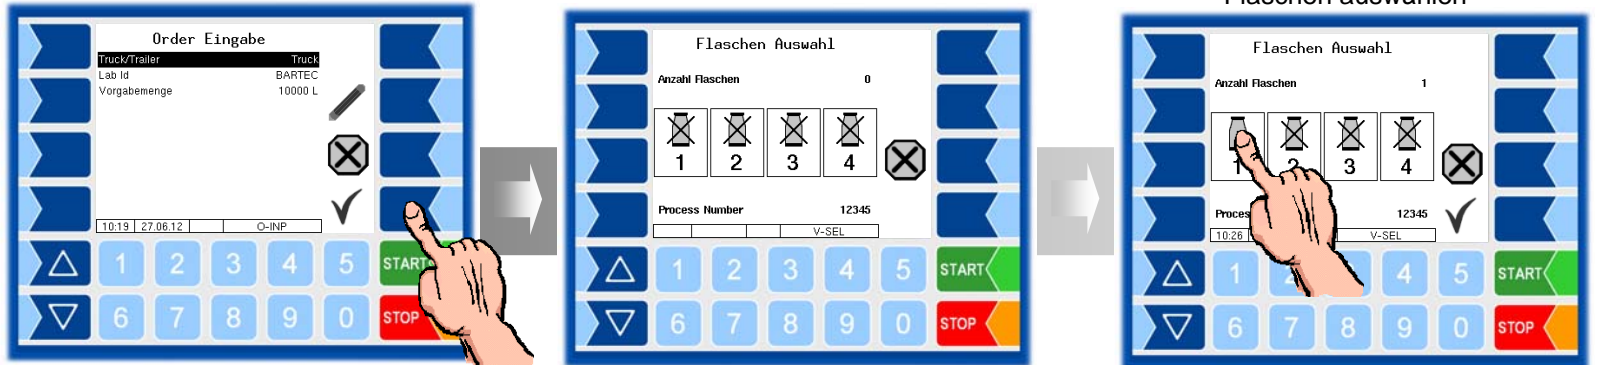 Flaschen auswählen
Order Eingabe
Truck/Trailer Truck
Lab Id BARTEC
Vorgabemenge 10000 L
10:19 27.06.12 O-INP
1 2 3 4 5 START
6 7 8 9 0 STOP
Flaschen Auswahl
Anzahl Flaschen 0
1 2 3 4
Process Number 12345
V-SEL
1 2 3 4 5 START
6 7 8 9 0 STOP
Flaschen Auswahl
Anzahl Flaschen 1
1 2 3 4
Proces 12345
10:26 V-SEL
1 2 4 5 START
6 7 8 9 0 STOP